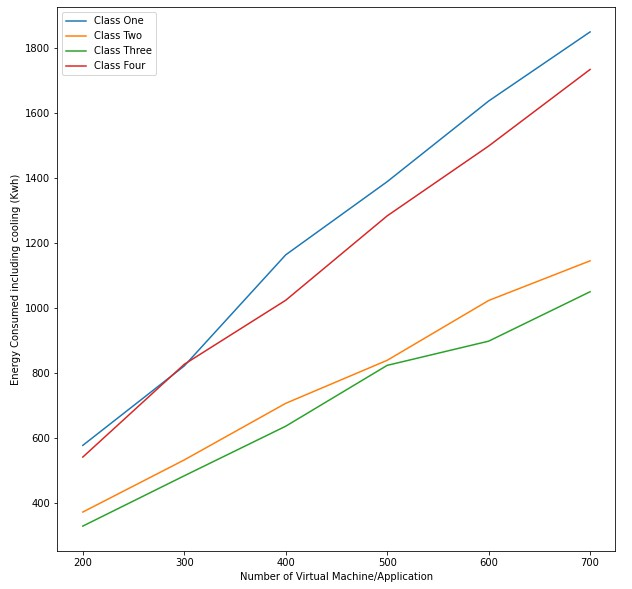 Class One
Class Two
Class Three
Class Four
1800
1600
1400
1200
1000
800
600
400
Energy Consumed including cooling (Kwh)
200 300 400 500 600 700
Number of Virtual Machine/Application